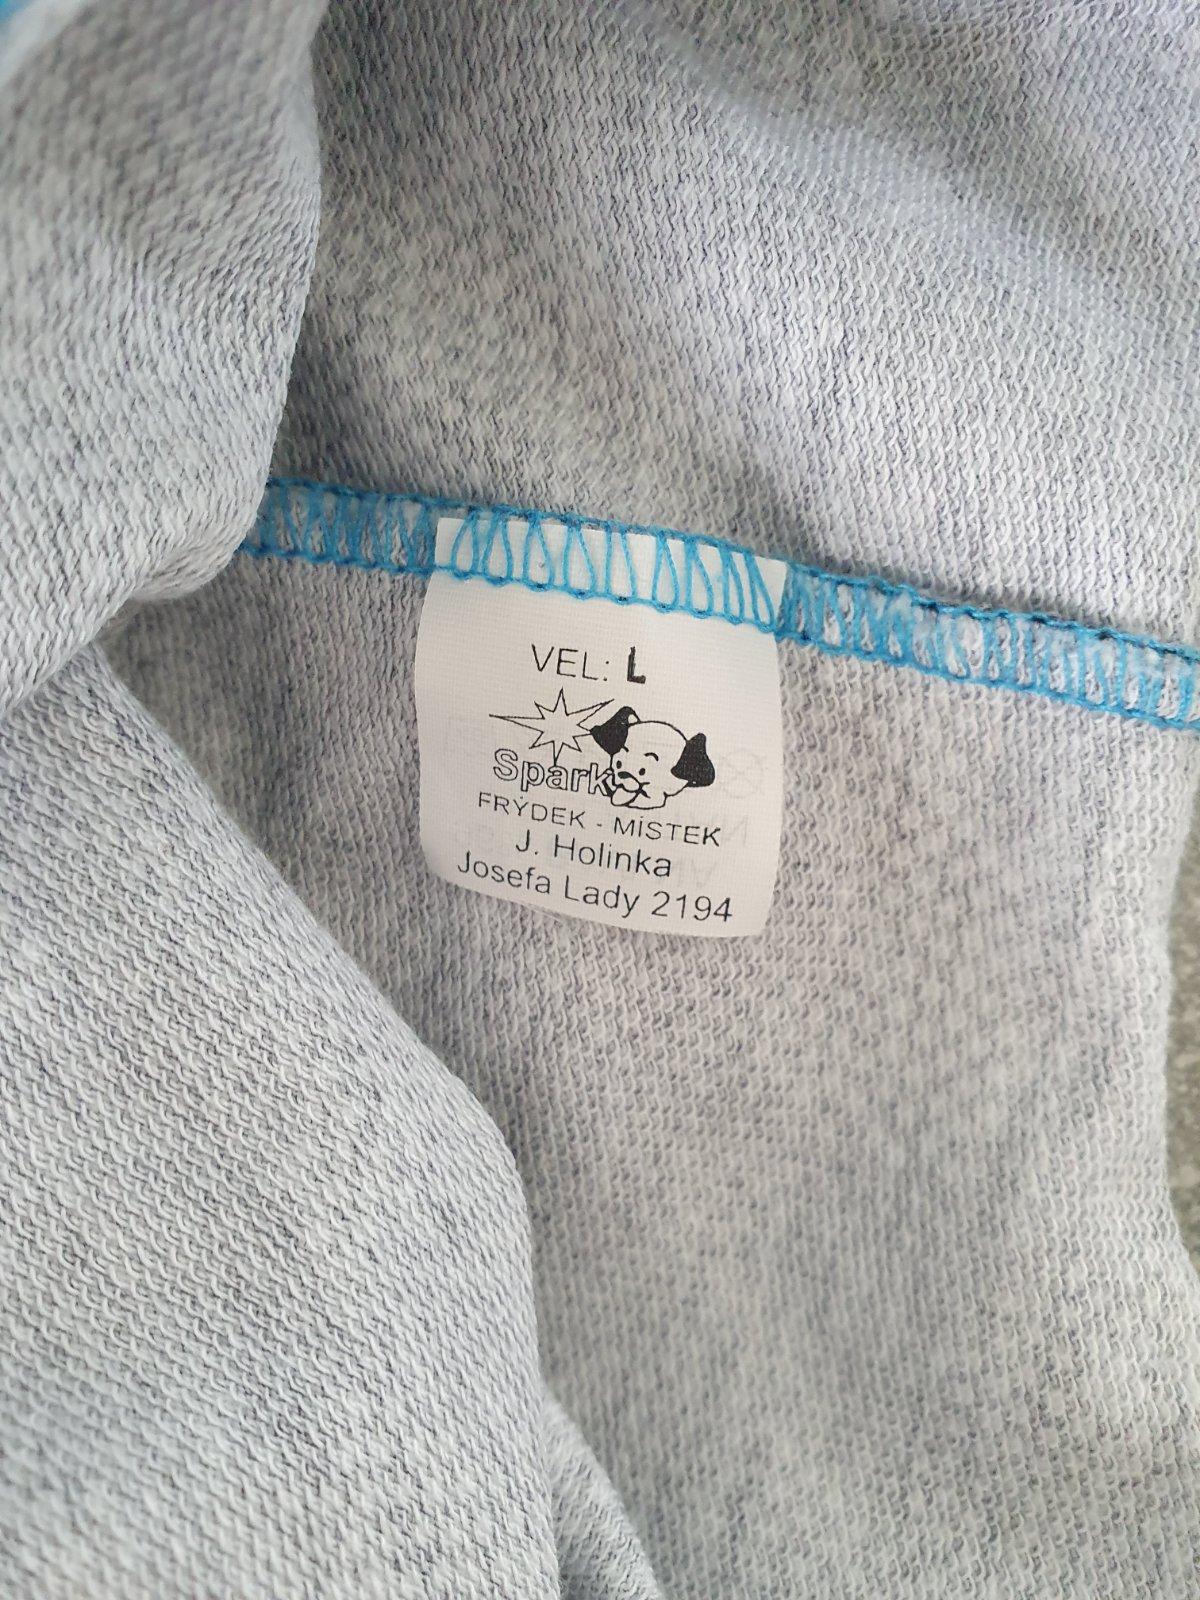 VEL: L
Spark
FRÝDEK - MÍSTEK
J. Holinka
Josefa Lady 2194